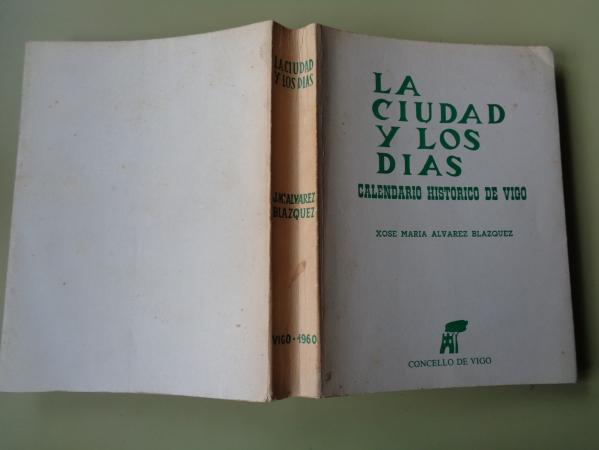 LA CIUDAD
Y LOS DIAS
J. Mª ALVAREZ
BLAZQUEZ
VIGO - 1960
LA
CIUDAD
Y LOS
DIAS
CALENDARIO HISTORICO DE VIGO
XOSE MARIA ALVAREZ BLAZQUEZ
CONCELLO DE VIGO